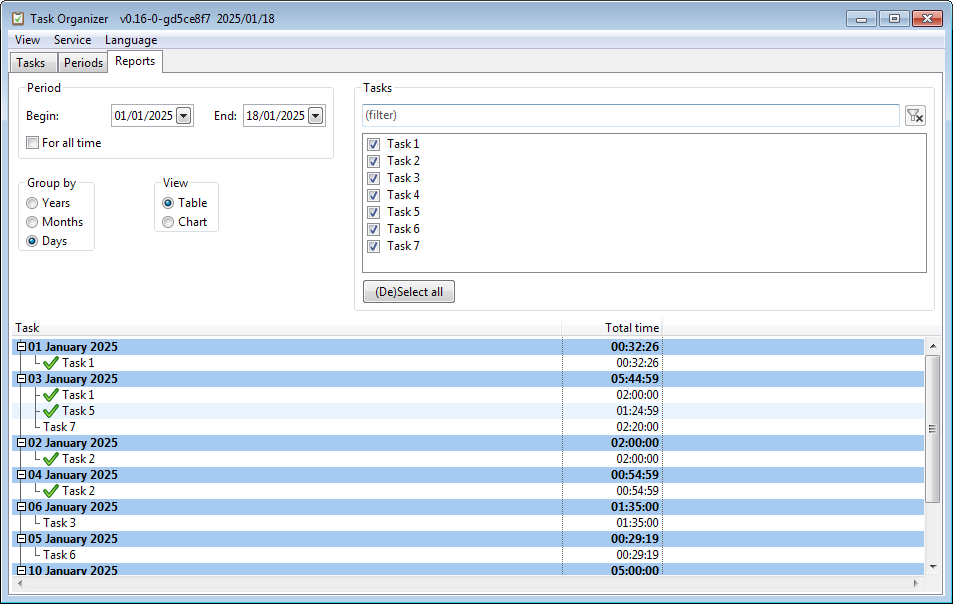 Task Organizer v0.16-0-gd5ce8f7 2025/01/18
View Service Language
Tasks Periods Reports
Period
Begin: 01/01/2025 End: 18/01/2025
For all time
Group by
Years
Months
Days
View
Table
Chart
Tasks
(filter)
Task 1
Task 2
Task 3
Task 4
Task 5
Task 6
Task 7
(De)Select all
Task Total time
01 January 2025 00:32:26
Task 1 00:32:26
03 January 2025 05:44:59
Task 1 02:00:00
Task 5 01:24:59
Task 7 02:20:00
02 January 2025 02:00:00
Task 2 02:00:00
04 January 2025 00:54:59
Task 2 00:54:59
06 January 2025 01:35:00
Task 3 01:35:00
05 January 2025 00:29:19
Task 6 00:29:19
10 January 2025 05:00:00